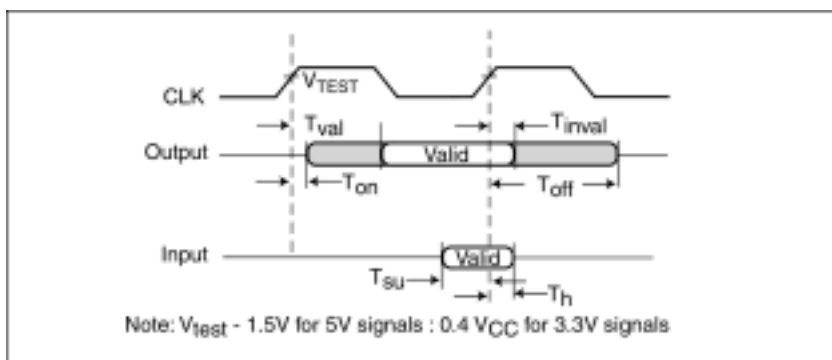 VTEST
CLK
Tval
Tinval
Output
Valid
Ton
Toff
Input
Valid
Tsu
Th
Note: Vtest - 1.5V for 5V signals : 0.4 VCC for 3.3V signals